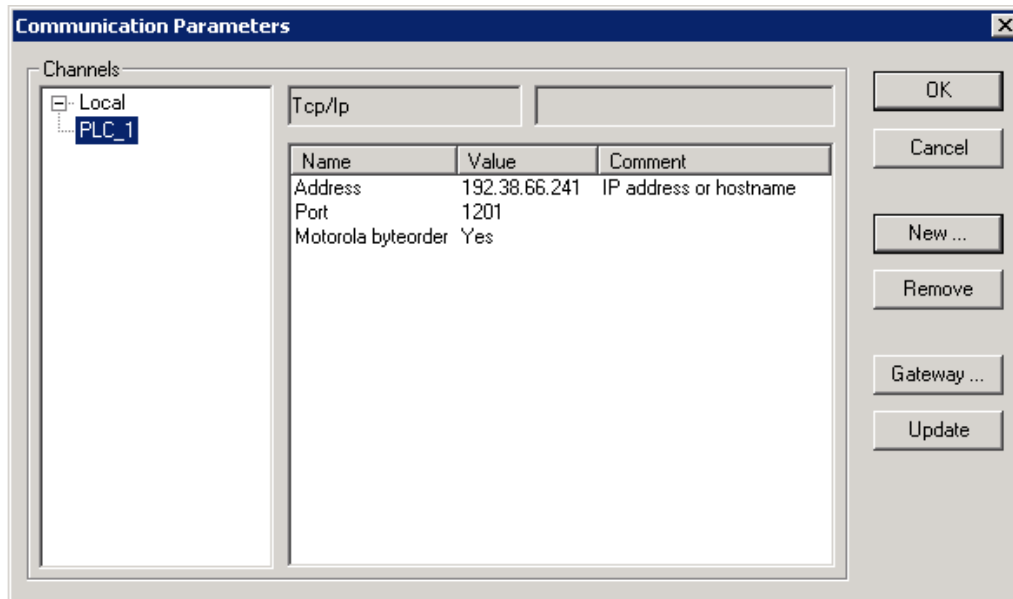 Communication Parameters
Channels
Local
PLC_1
Tcp/Ip
Name Value Comment
Address 192.38.66.241 IP address or hostname
Port 1201
Motorola byteorder Yes
OK
Cancel
New ...
Remove
Gateway ...
Update